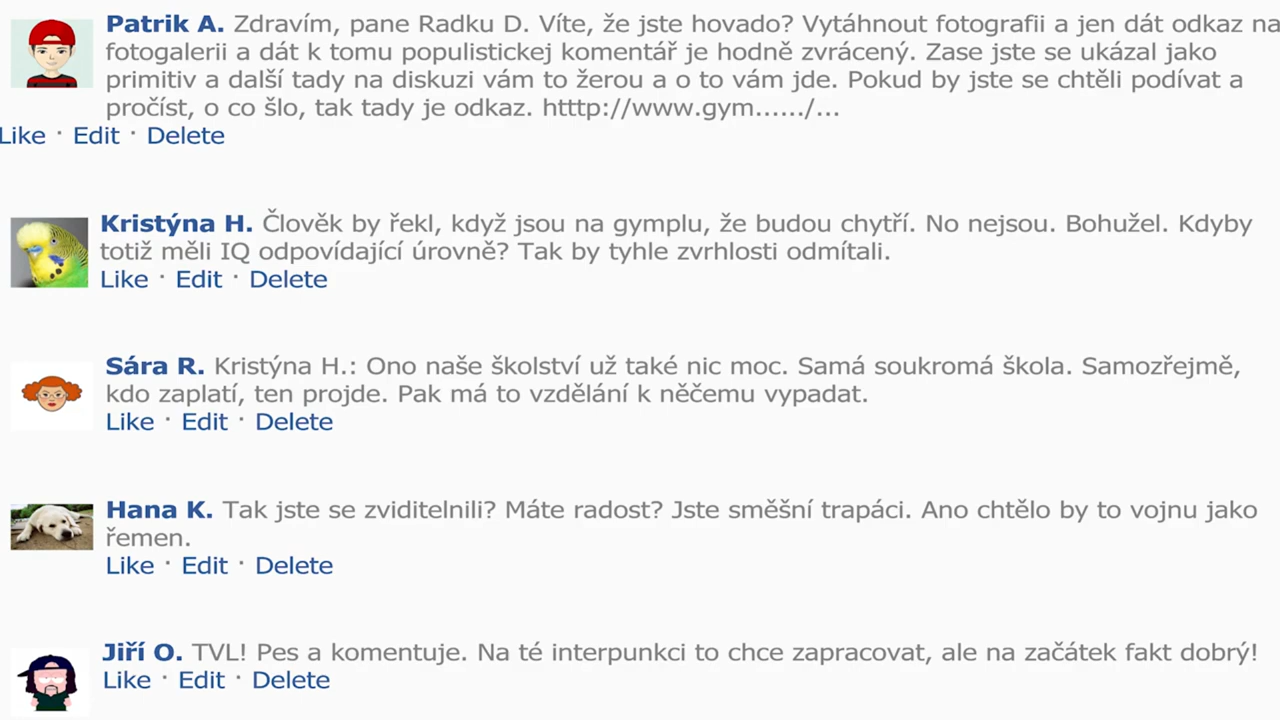 Patrik A. Zdravím, pane Radku D. Víte, že jste hovado? Vytáhnout fotografii a jen dát odkaz na
fotogalerii a dát k tomu populistickej komentář je hodně zvrácený. Zase jste se ukázal jako
primitiv a další tady na diskuzi vám to žerou a o to vám jde. Pokud by jste se chtěli podívat a
pročíst, o co šlo, tak tady je odkaz. htttp://www.gym....../...
Like · Edit · Delete
Kristýna H. Člověk by řekl, když jsou na gymplu, že budou chytří. No nejsou. Bohužel. Kdyby
totiž měli IQ odpovídající úrovně? Tak by tyhle zvrhlosti odmítali.
Like · Edit · Delete
Sára R. Kristýna H.: Ono naše školství už také nic moc. Samá soukromá škola. Samozřejmě,
kdo zaplatí, ten projde. Pak má to vzdělání k něčemu vypadat.
Like · Edit · Delete
Hana K. Tak jste se zviditelnili? Máte radost? Jste směšní trapáci. Ano chtělo by to vojnu jako
řemen.
Like · Edit · Delete
Jiří O. TVL! Pes a komentuje. Na té interpunkci to chce zapracovat, ale na začátek fakt dobrý!
Like · Edit · Delete